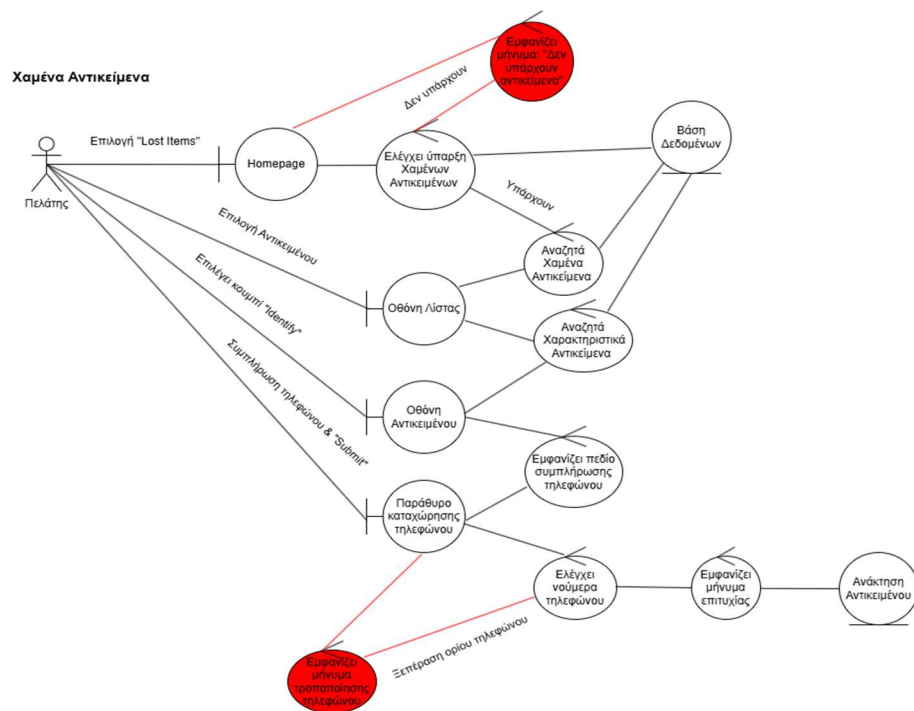 Χαμένα Αντικείμενα
Εμφανίζει
μήνυμα: "Δεν
υπάρχουν
αντικείμενα"
Δεν υπάρχουν
Επιλογή "Lost Items"
Homepage
Ελέγχει ύπαρξη
Χαμένων
Αντικειμένων
Βάση
Δεδομένων
Πελάτης
Υπάρχουν
Επιλογή Αντικειμένου
Αναζητά
Χαμένα
Αντικείμενα
Επιλέγει κουμπί "Identify"
Οθόνη Λίστας
Αναζητά
Χαρακτηριστικά
Αντικείμενα
Συμπλήρωση τηλεφώνου & "Submit"
Οθόνη
Αντικειμένου
Εμφανίζει πεδίο
συμπλήρωσης
τηλεφώνου
Παράθυρο
καταχώρησης
τηλεφώνου
Ελέγχει
νούμερα
τηλεφώνου
Εμφανίζει
μήνυμα
επιτυχίας
Ανάκτηση
Αντικειμένου
Ξεπέραση ορίου τηλεφώνου
Εμφανίζει
μήνυμα
τροποποίησης
τηλεφώνου